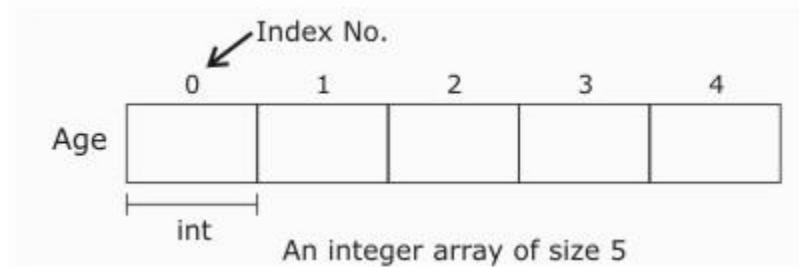 Index No.
0 1 2 3 4
Age
int
An integer array of size 5